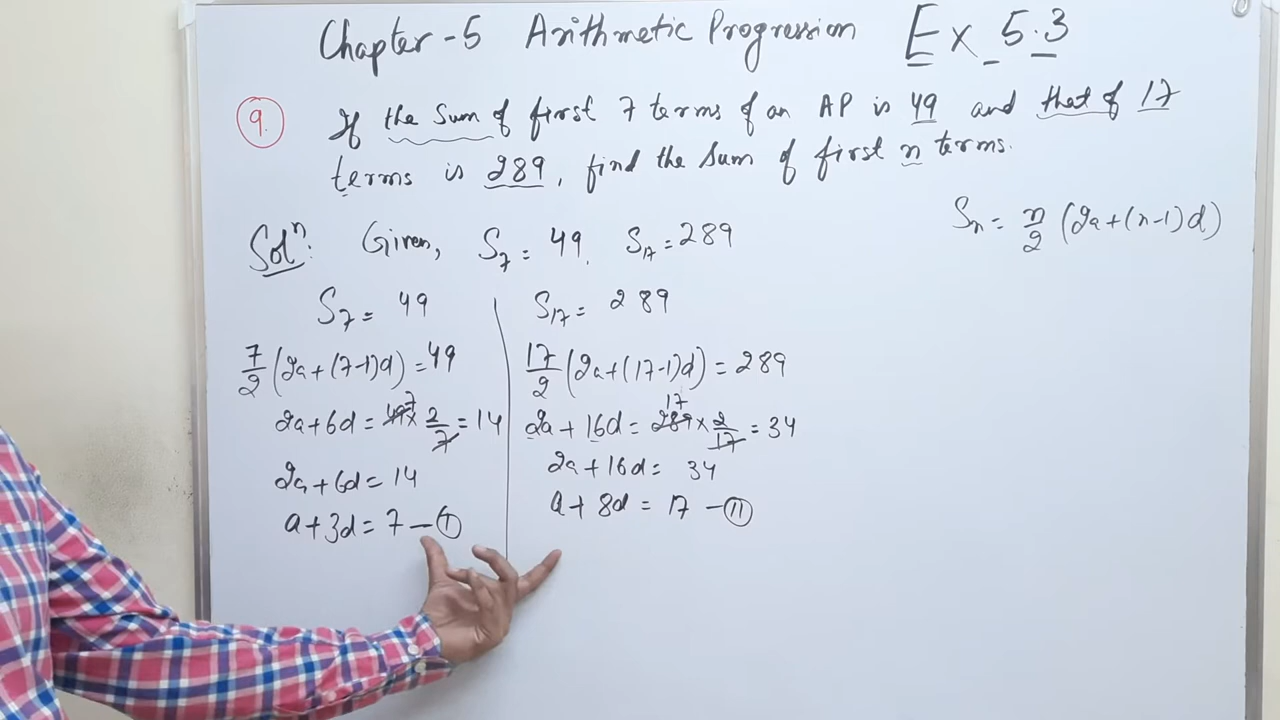 Chapter-5 Arithmetic Progression Ex 5.3
9. If the sum of first 7 terms of an AP is 49 and that of 17
terms is 289, find the sum of first n terms.
Sₙ = n/2 (2a+(n-1)d)
Solⁿ: Given, S₇ = 49, S₁₇ = 289
S₇ = 49
7/2 (2a+(7-1)d) = 49
2a+6d = 49 7 × 2/7 = 14
2a+6d = 14
a+3d = 7 - I
S₁₇ = 289
17/2 (2a+(17-1)d) = 289
2a + 16d = 289 17 × 2/17 = 34
2a + 16d = 34
a + 8d = 17 - II